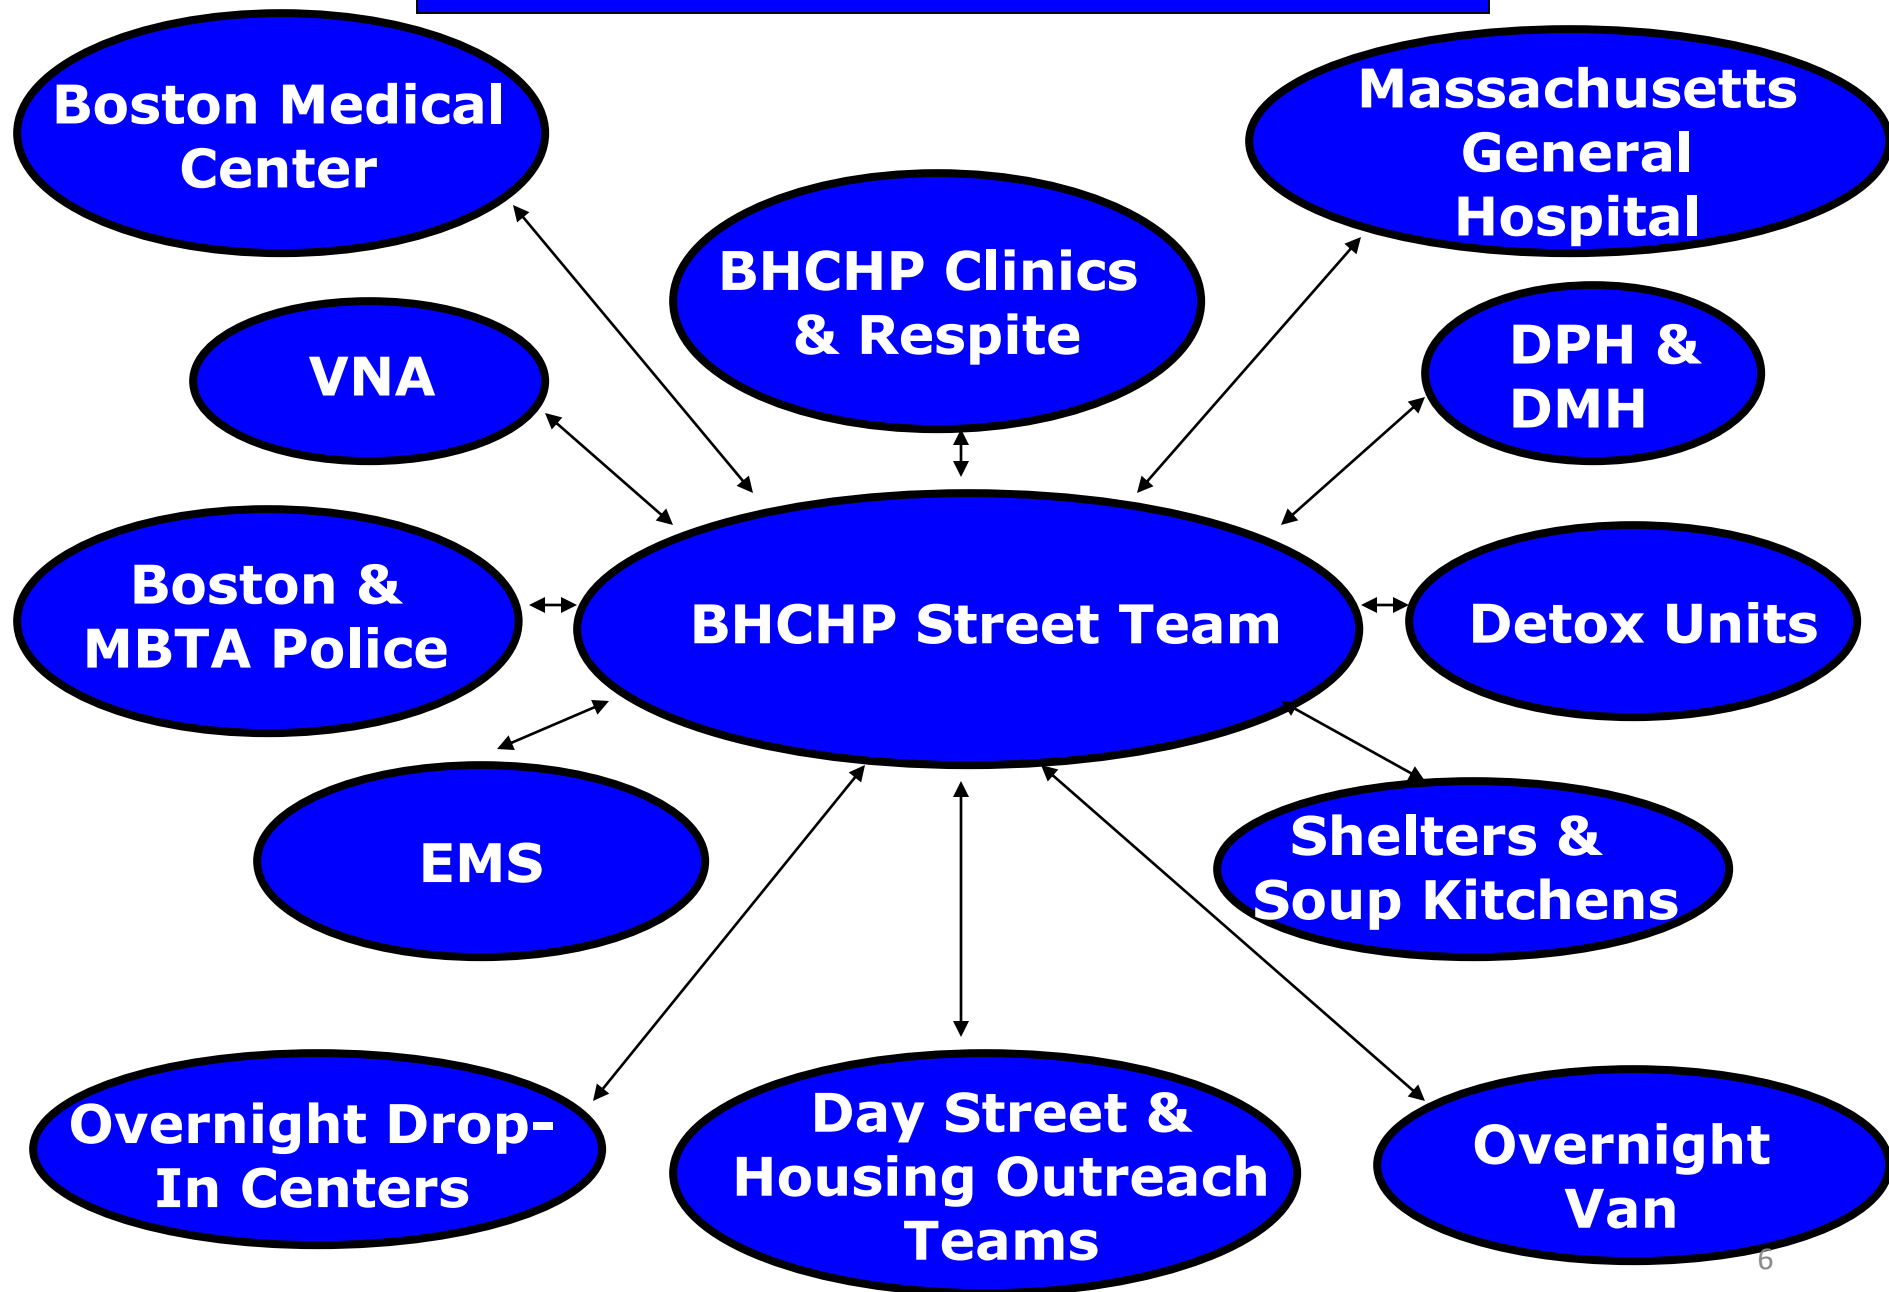 Boston Medical
Center
Massachusetts
General
Hospital
BHCHP Clinics
& Respite
VNA
DPH &
DMH
Boston &
MBTA Police
BHCHP Street Team
Detox Units
EMS
Shelters &
Soup Kitchens
Overnight Drop-
In Centers
Day Street &
Housing Outreach
Teams
Overnight
Van
6